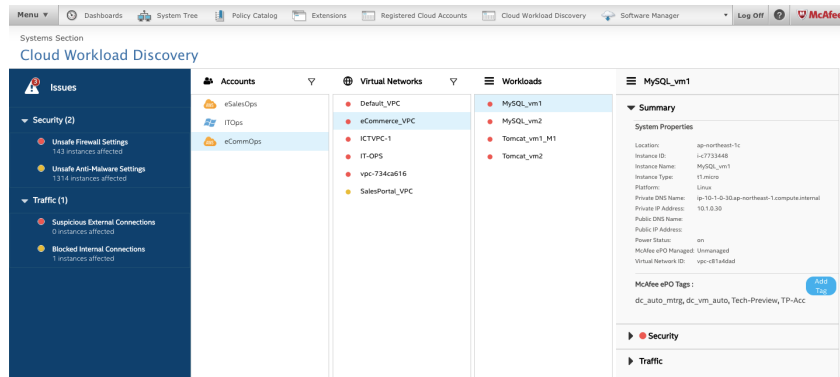 Menu ▼ Dashboards System Tree Policy Catalog Extensions Registered Cloud Accounts Cloud Workload Discovery Software Manager Log Off ? McAfee
Systems Section
Cloud Workload Discovery
3
Issues
Security (2)
Unsafe Firewall Settings
143 instances affected
Unsafe Anti-Malware Settings
1314 instances affected
Traffic (1)
Suspicious External Connections
0 instances affected
Blocked Internal Connections
1 instances affected
Accounts
eSalesOps
ITOps
eCommOps
Virtual Networks
Default_VPC
eCommerce_VPC
ICTVPC-1
IT-OPS
vpc-734ca616
SalesPortal_VPC
Workloads
MySQL_vm1
MySQL_vm2
Tomcat_vm1_M1
Tomcat_vm2
MySQL_vm1
Summary
System Properties
Location: ap-northeast-1c
Instance ID: i-c7733448
Instance Name: MySQL_vm1
Instance Type: t1.micro
Platform: Linux
Private DNS Name: ip-10-1-0-30.ap-northeast-1.compute.internal
Private IP Address: 10.1.0.30
Public DNS Name:
Public IP Address:
Power Status: on
McAfee ePO Managed: Unmanaged
Virtual Network ID: vpc-c81a4dad
McAfee ePO Tags :
Add Tag
dc_auto_mtrg, dc_vm_auto, Tech-Preview, TP-Acc
Security
Traffic